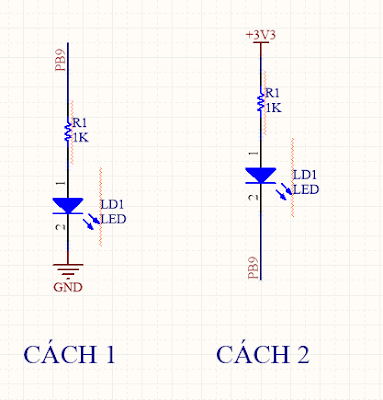 PB9
R1
1K
1
LD1
LED
2
GND
CÁCH 1
+3V3
R1
1K
1
LD1
LED
2
PB9
CÁCH 2